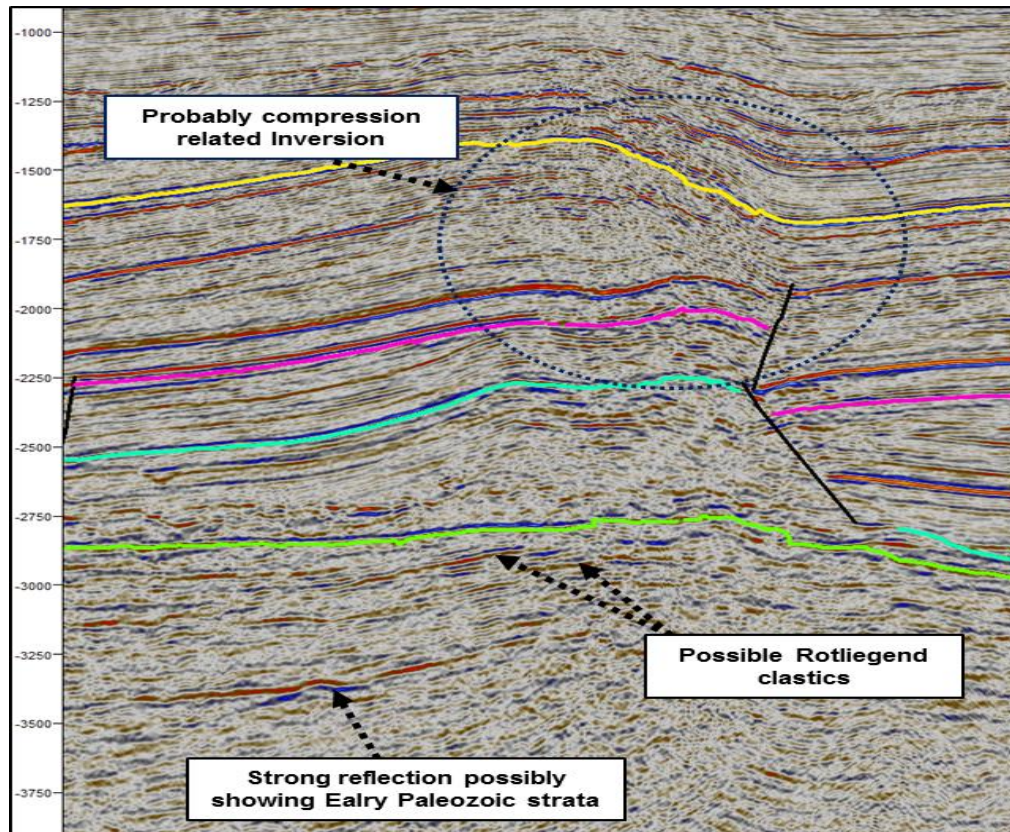 -1000
-1250
Probably compression
related Inversion
-1500
-1750
-2000
-2250
-2500
-2750
-3000
-3250
Possible Rotliegend
clastics
-3500
Strong reflection possibly
showing Ealry Paleozoic strata
-3750